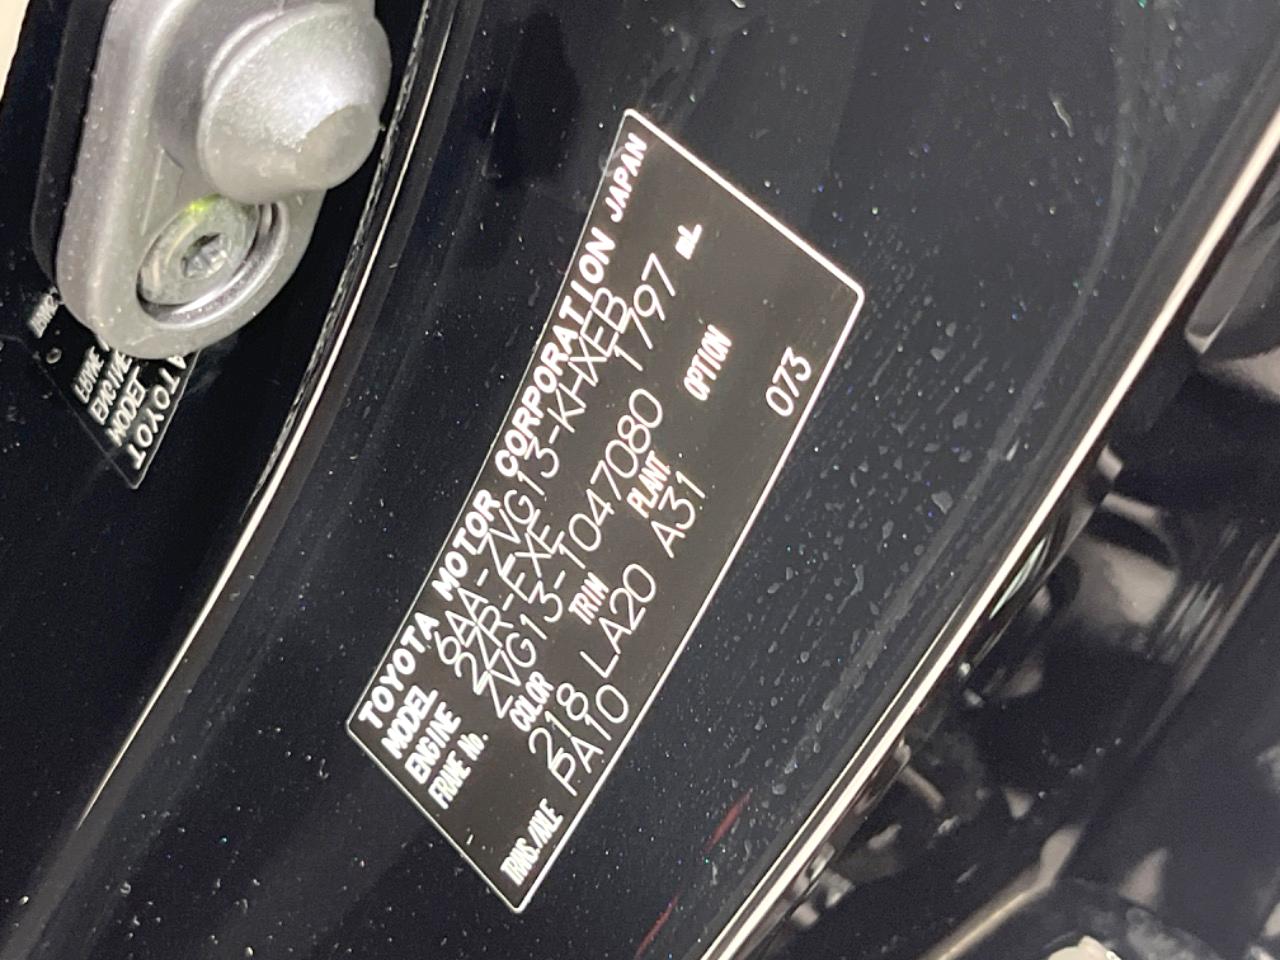 TOYOTA MOTOR CORPORATION JAPAN
MODEL 6AA-ZVG13-KHXEB
ENGINE 2ZR-EXE 1797 mL
FRAME No. ZVG13-1047080
COLOR TRIM PLANT OPTION
218 LA20 A31
TRANS./AXLE PA10 073